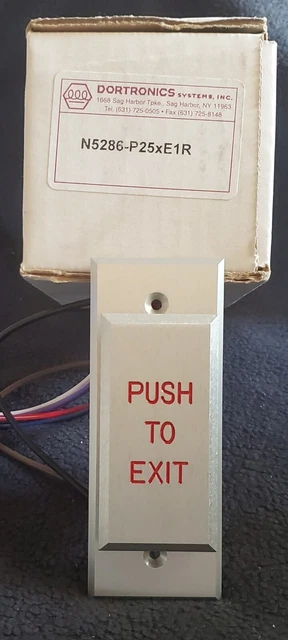 DORTRONICS SYSTEMS, INC.
1668 Sag Harbor Tpke., Sag Harbor, NY 11963
Tel. (631) 725-0505 • Fax (631) 725-8148
N5286-P25xE1R
PUSH
TO
EXIT